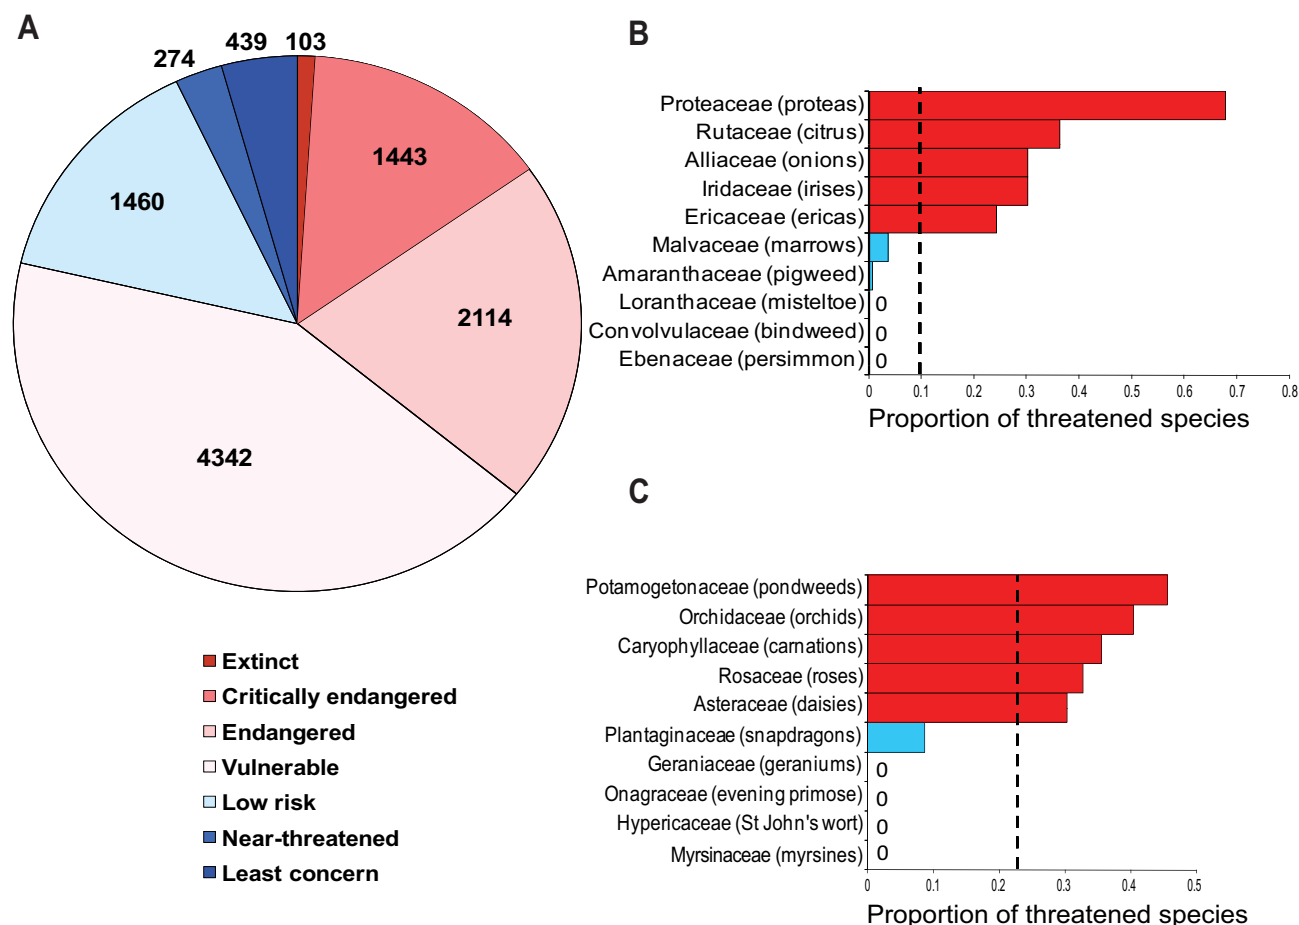 A
274
439
103
1443
2114
4342
1460
Extinct
Critically endangered
Endangered
Vulnerable
Low risk
Near-threatened
Least concern
B
Proteaceae (proteas)
Rutaceae (citrus)
Alliaceae (onions)
Iridaceae (irises)
Ericaceae (ericas)
Malvaceae (marrows)
Amaranthaceae (pigweed)
Loranthaceae (misteltoe) 0
Convolvulaceae (bindweed) 0
Ebenaceae (persimmon) 0
0 0.1 0.2 0.3 0.4 0.5 0.6 0.7 0.8
Proportion of threatened species
C
Potamogetonaceae (pondweeds)
Orchidaceae (orchids)
Caryophyllaceae (carnations)
Rosaceae (roses)
Asteraceae (daisies)
Plantaginaceae (snapdragons)
Geraniaceae (geraniums) 0
Onagraceae (evening primose) 0
Hypericaceae (St John's wort) 0
Myrsinaceae (myrsines) 0
0 0.1 0.2 0.3 0.4 0.5
Proportion of threatened species